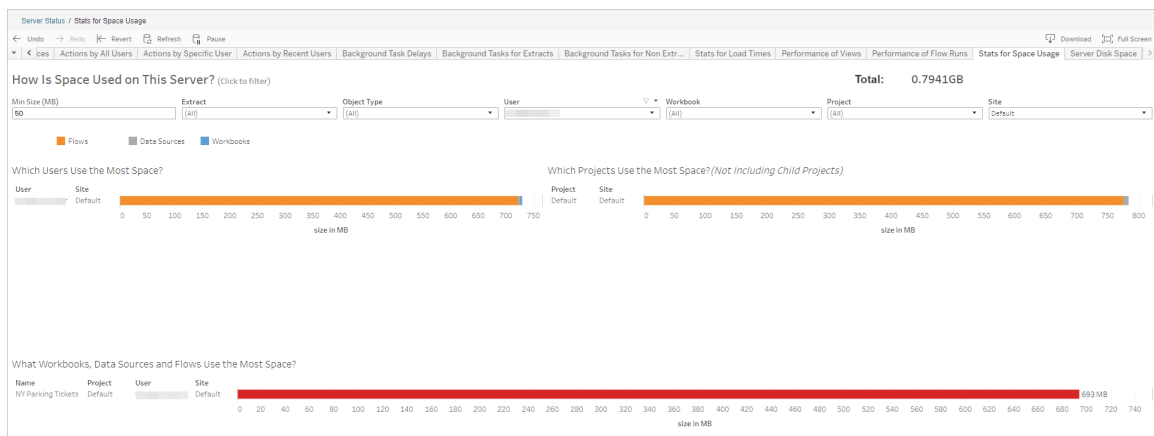 Server Status / Stats for Space Usage
← Undo → Redo Revert Refresh Pause Download Full Screen
ces Actions by All Users Actions by Specific User Actions by Recent Users Background Task Delays Background Tasks for Extracts Background Tasks for Non Extr... Stats for Load Times Performance of Views Performance of Flow Runs Stats for Space Usage Server Disk Space
How Is Space Used on This Server? (Click to filter) Total: 0.7941GB
Min Size (MB) Extract Object Type User Workbook Project Site
50 (All) (All) (All) (All) Default
Flows Data Sources Workbooks
Which Users Use the Most Space? Which Projects Use the Most Space? (Not Including Child Projects)
User Site Project Site
Default Default Default
0 50 100 150 200 250 300 350 400 450 500 550 600 650 700 750 0 50 100 150 200 250 300 350 400 450 500 550 600 650 700 750 800
size in MB size in MB
What Workbooks, Data Sources and Flows Use the Most Space?
Name Project User Site
NY Parking Tickets Default Default 693 MB
0 20 40 60 80 100 120 140 160 180 200 220 240 260 280 300 320 340 360 380 400 420 440 460 480 500 520 540 560 580 600 620 640 660 680 700 720 740
size in MB